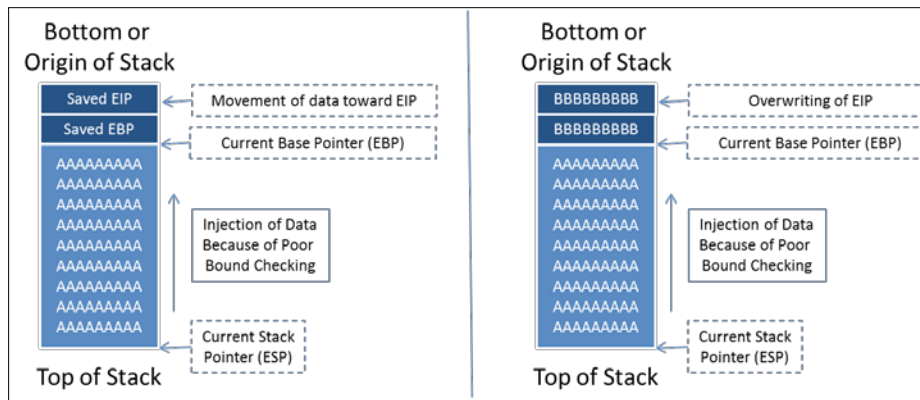 Bottom or
Origin of Stack
Saved EIP
Movement of data toward EIP
Saved EBP
Current Base Pointer (EBP)
AAAAAAAAA
AAAAAAAAA
AAAAAAAAA
AAAAAAAAA
AAAAAAAAA
AAAAAAAAA
AAAAAAAAA
AAAAAAAAA
AAAAAAAAA
Injection of Data
Because of Poor
Bound Checking
Current Stack
Pointer (ESP)
Top of Stack
Bottom or
Origin of Stack
BBBBBBBBB
Overwriting of EIP
BBBBBBBBB
Current Base Pointer (EBP)
AAAAAAAAA
AAAAAAAAA
AAAAAAAAA
AAAAAAAAA
AAAAAAAAA
AAAAAAAAA
AAAAAAAAA
AAAAAAAAA
AAAAAAAAA
Injection of Data
Because of Poor
Bound Checking
Current Stack
Pointer (ESP)
Top of Stack